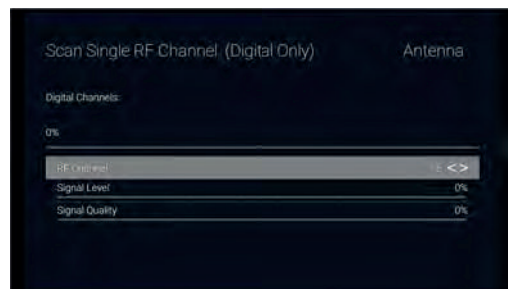 Scan Single RF Channel (Digital Only) Antenna
Digital Channels:
0%
RF Channel < >
Signal Level 0%
Signal Quality 0%